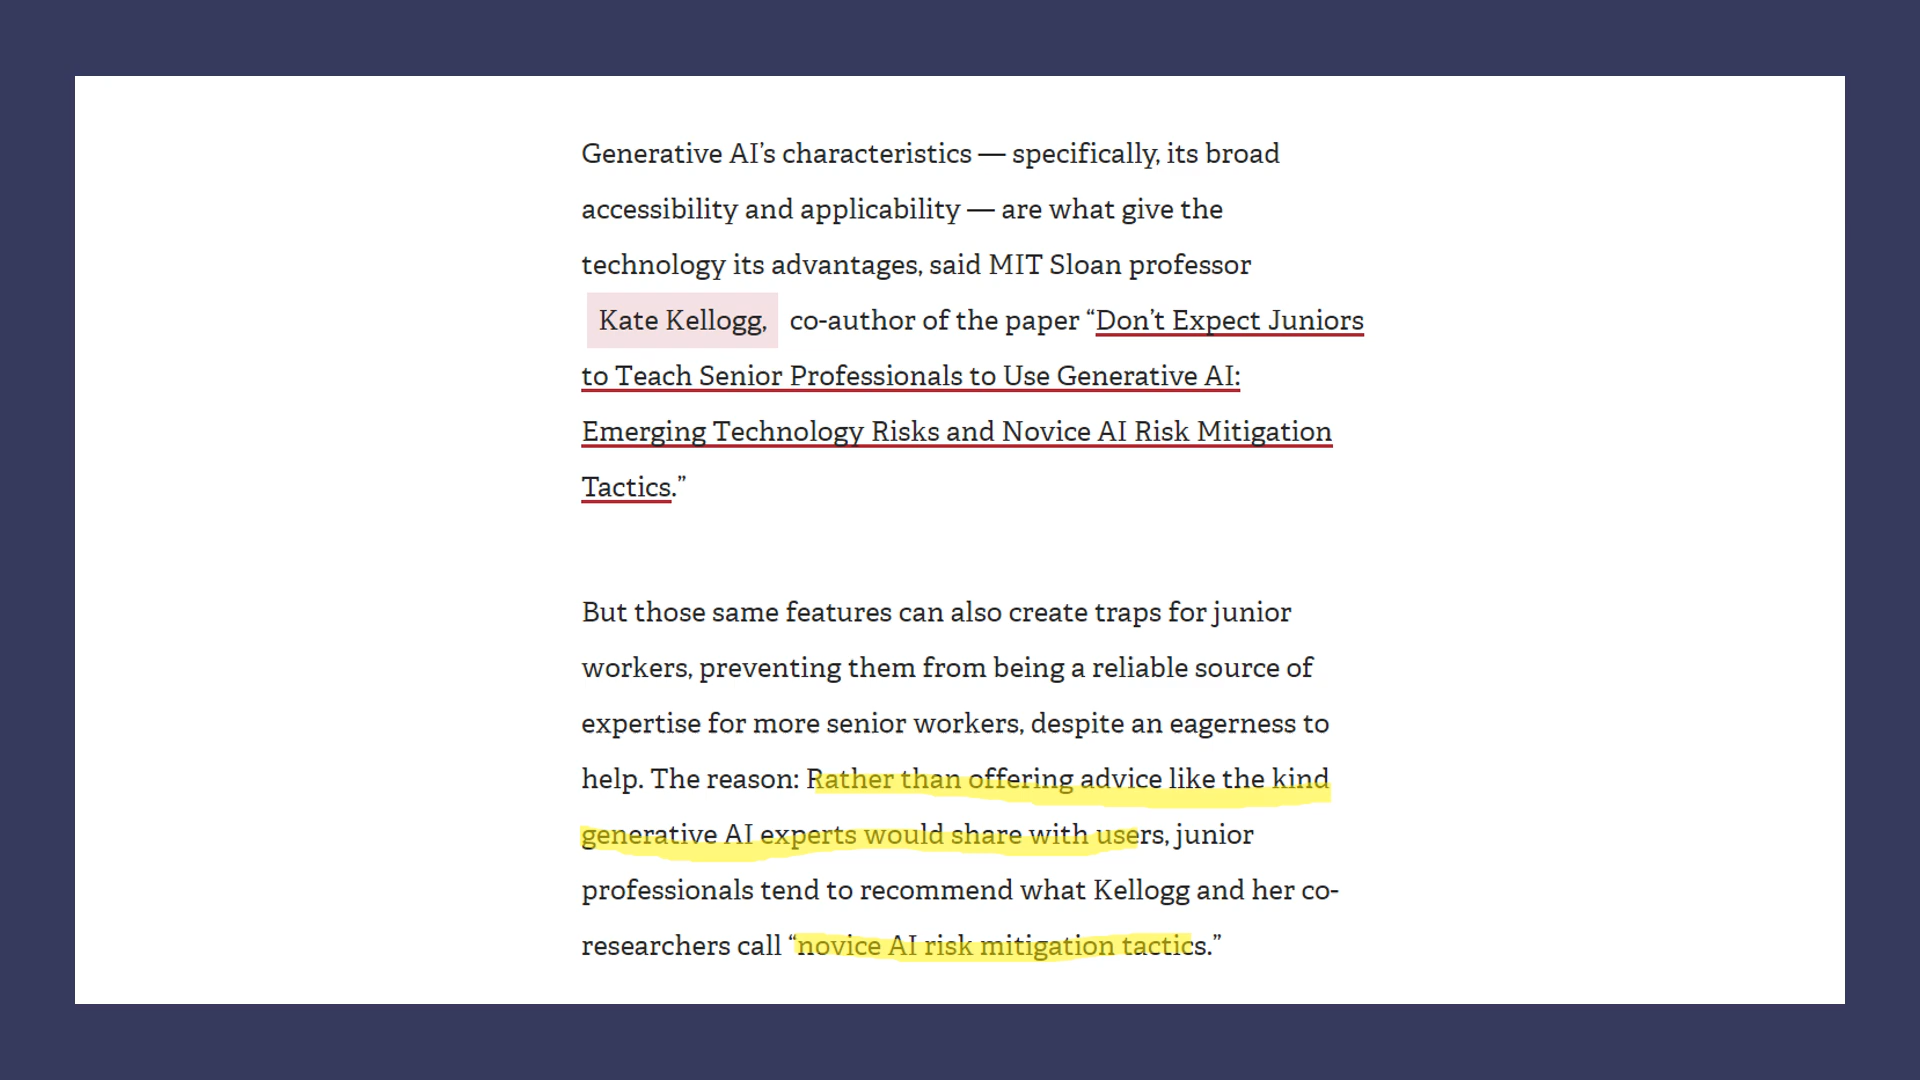 Generative AI’s characteristics — specifically, its broad
accessibility and applicability — are what give the
technology its advantages, said MIT Sloan professor
Kate Kellogg, co-author of the paper “Don’t Expect Juniors
to Teach Senior Professionals to Use Generative AI:
Emerging Technology Risks and Novice AI Risk Mitigation
Tactics.”
But those same features can also create traps for junior
workers, preventing them from being a reliable source of
expertise for more senior workers, despite an eagerness to
help. The reason: Rather than offering advice like the kind
generative AI experts would share with users, junior
professionals tend to recommend what Kellogg and her co-
researchers call “novice AI risk mitigation tactics.”